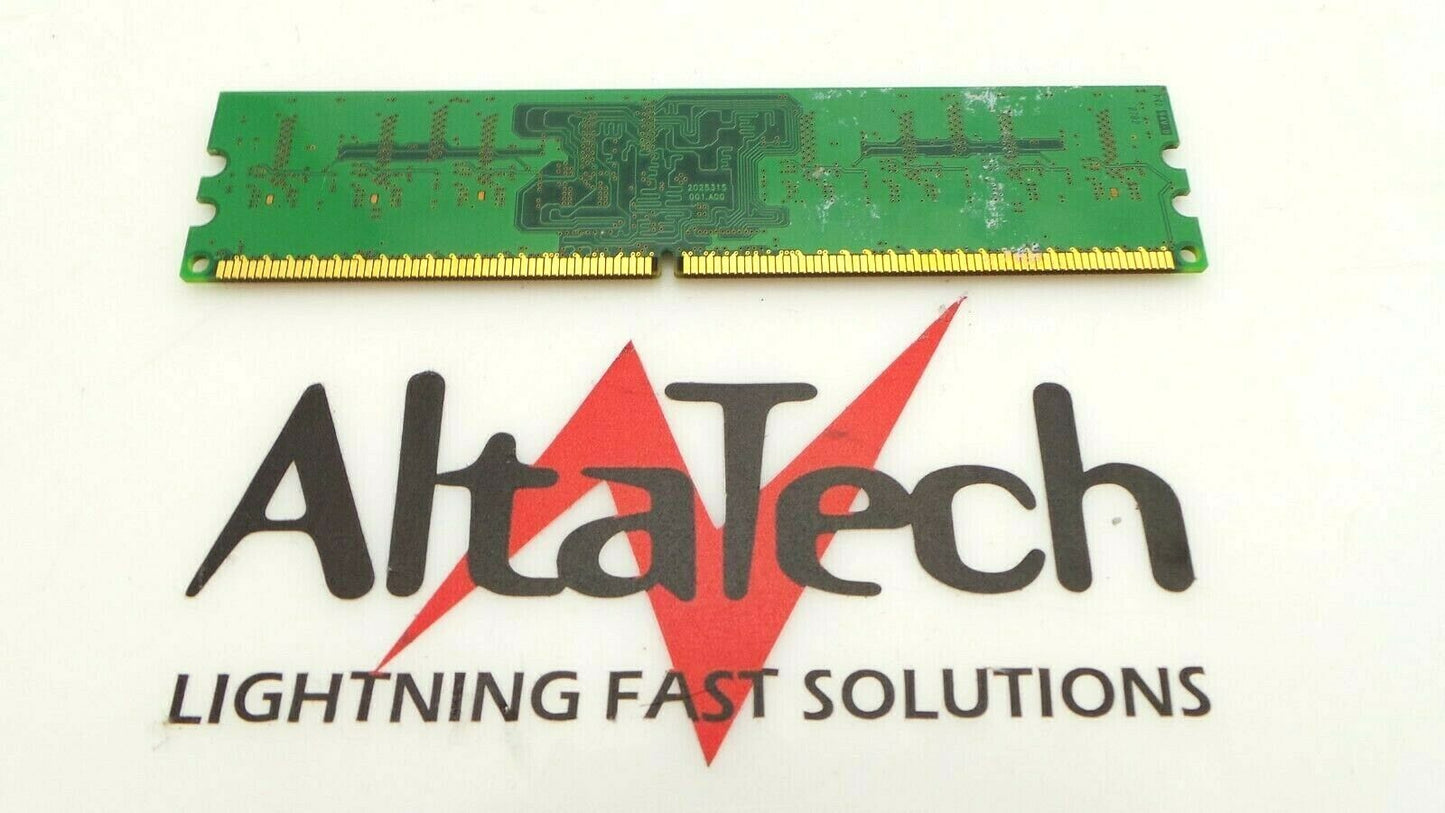 2025315
001.A00
AltaTech
LIGHTNING FAST SOLUTIONS